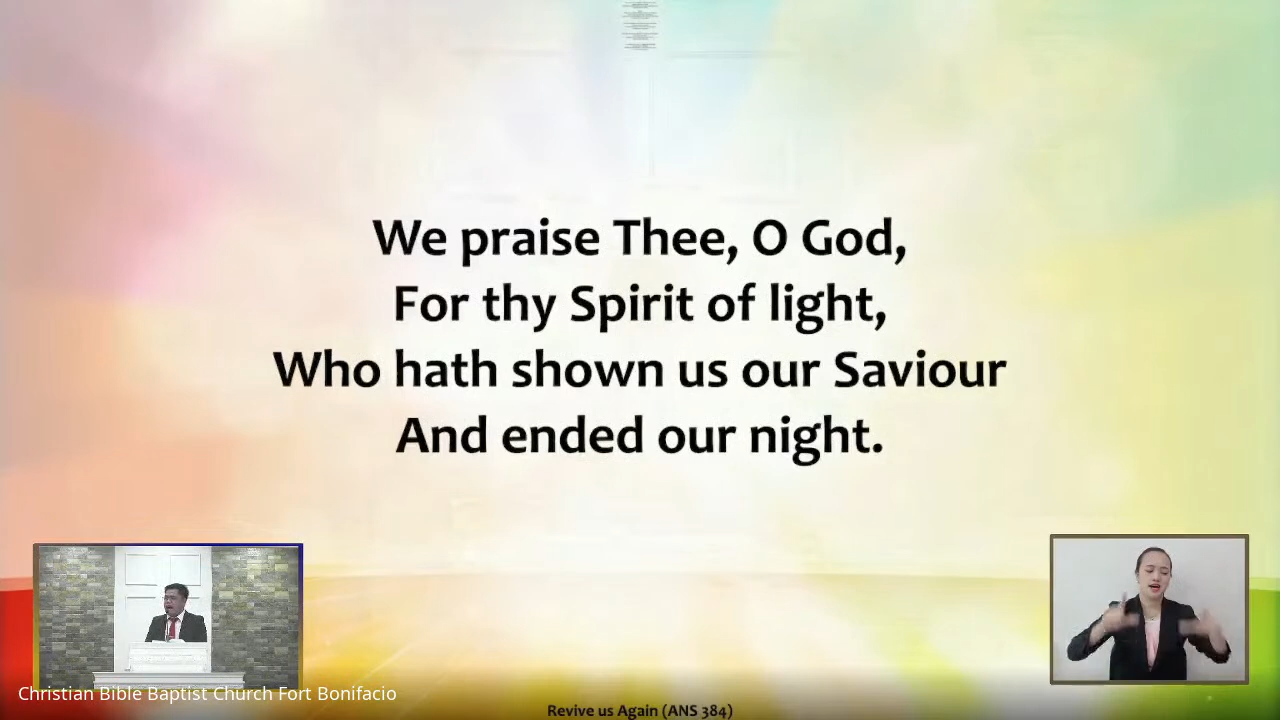 We praise Thee, O God,
For thy Spirit of light,
Who hath shown us our Saviour
And ended our night.
Christian Bible Baptist Church Fort Bonifacio
Revive us Again (ANS 384)